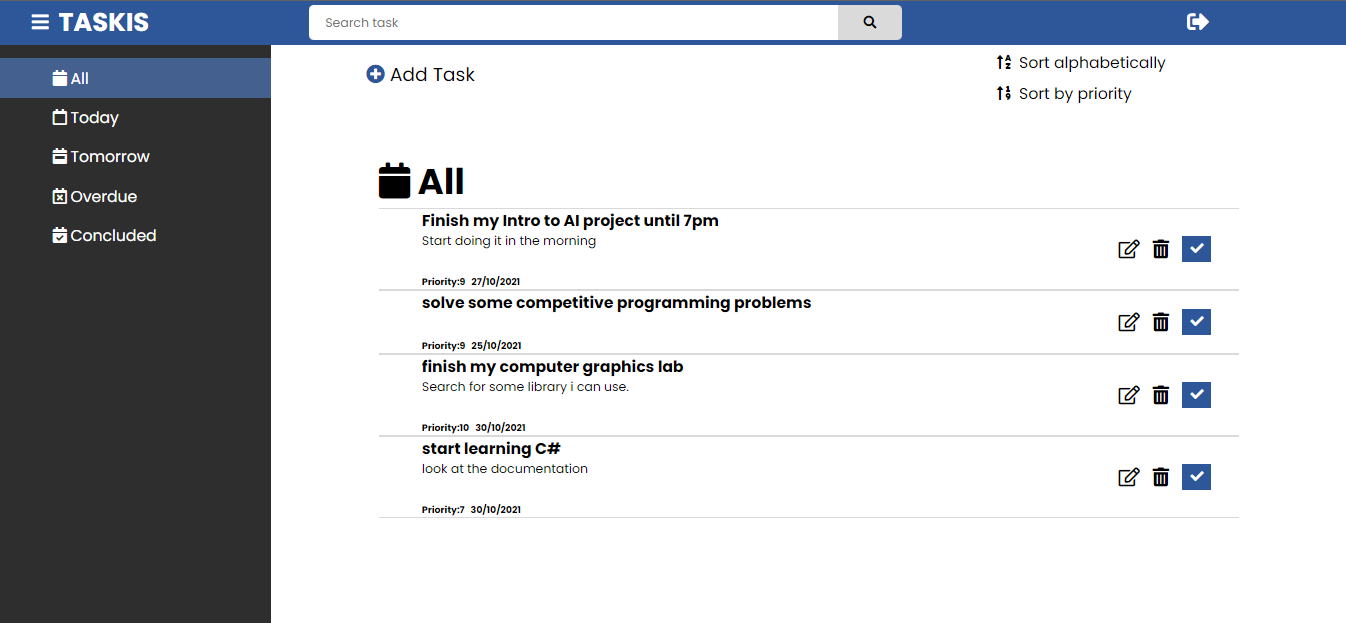 TASKIS
Search task
All
Today
Tomorrow
Overdue
Concluded
Add Task
Sort alphabetically
Sort by priority
All
Finish my Intro to AI project until 7pm
Start doing it in the morning
Priority:9 27/10/2021
solve some competitive programming problems
Priority:9 25/10/2021
finish my computer graphics lab
Search for some library i can use.
Priority:10 30/10/2021
start learning C#
look at the documentation
Priority:7 30/10/2021